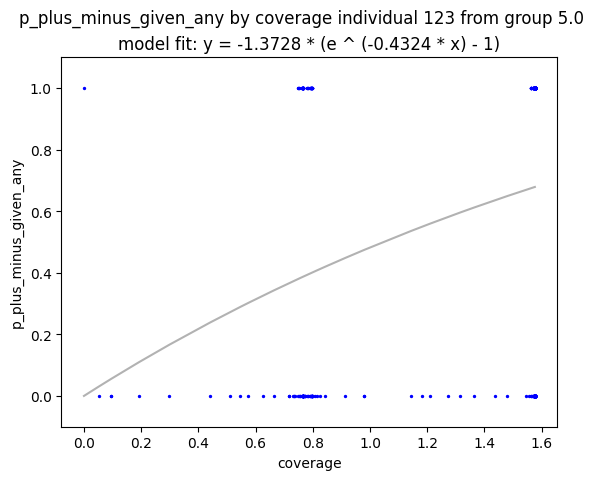 p_plus_minus_given_any by coverage individual 123 from group 5.0
model fit: y = -1.3728 * (e ^ (-0.4324 * x) - 1)
1.0
0.8
0.6
0.4
0.2
0.0
p_plus_minus_given_any
0.0 0.2 0.4 0.6 0.8 1.0 1.2 1.4 1.6
coverage